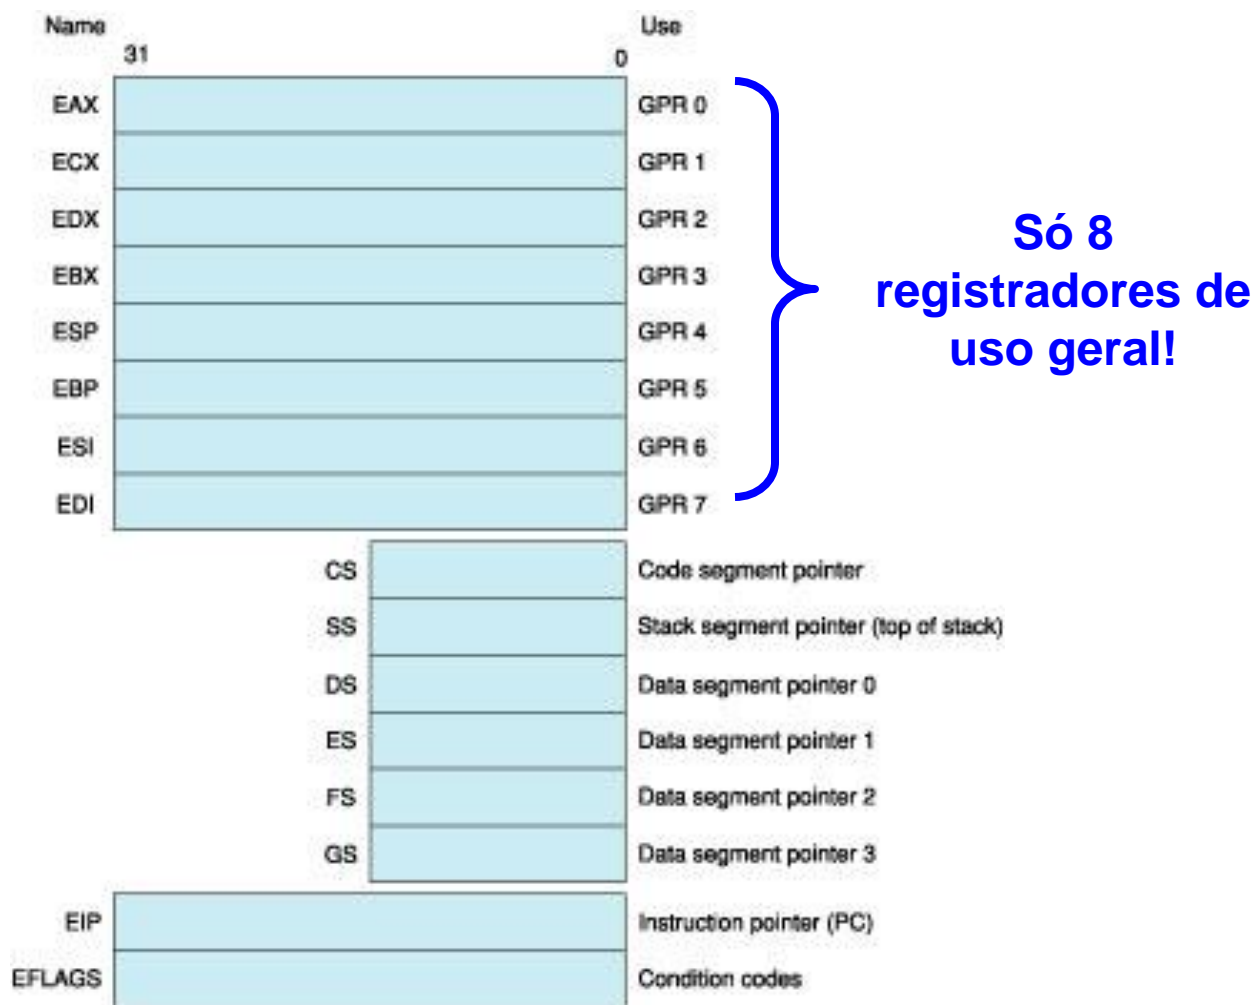 Name Use
31 0
EAX GPR 0
ECX GPR 1
EDX GPR 2
EBX GPR 3
ESP GPR 4
EBP GPR 5
ESI GPR 6
EDI GPR 7
Só 8
registradores de
uso geral!
CS Code segment pointer
SS Stack segment pointer (top of stack)
DS Data segment pointer 0
ES Data segment pointer 1
FS Data segment pointer 2
GS Data segment pointer 3
EIP Instruction pointer (PC)
EFLAGS Condition codes